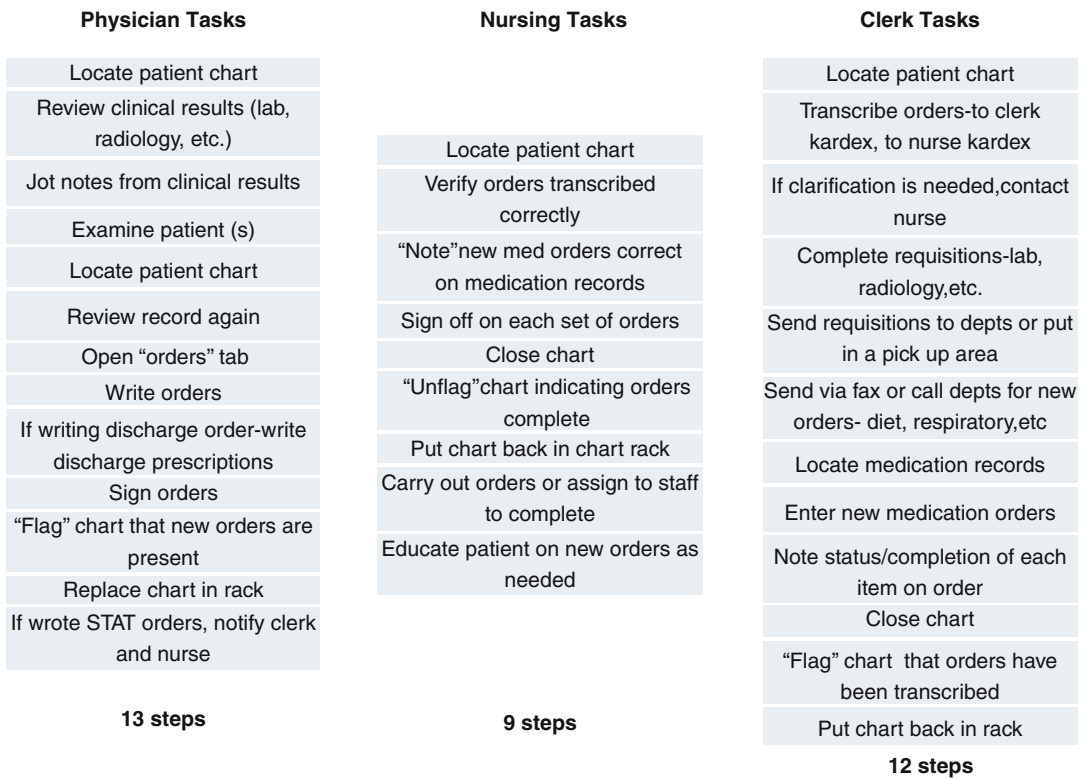 Physician Tasks
Locate patient chart
Review clinical results (lab,
radiology, etc.)
Jot notes from clinical results
Examine patient (s)
Locate patient chart
Review record again
Open “orders” tab
Write orders
If writing discharge order-write
discharge prescriptions
Sign orders
“Flag” chart that new orders are
present
Replace chart in rack
If wrote STAT orders, notify clerk
and nurse
13 steps
Nursing Tasks
Locate patient chart
Verify orders transcribed
correctly
“Note”new med orders correct
on medication records
Sign off on each set of orders
Close chart
“Unflag”chart indicating orders
complete
Put chart back in chart rack
Carry out orders or assign to staff
to complete
Educate patient on new orders as
needed
9 steps
Clerk Tasks
Locate patient chart
Transcribe orders-to clerk
kardex, to nurse kardex
If clarification is needed,contact
nurse
Complete requisitions-lab,
radiology,etc.
Send requisitions to depts or put
in a pick up area
Send via fax or call depts for new
orders- diet, respiratory,etc
Locate medication records
Enter new medication orders
Note status/completion of each
item on order
Close chart
“Flag” chart that orders have
been transcribed
Put chart back in rack
12 steps